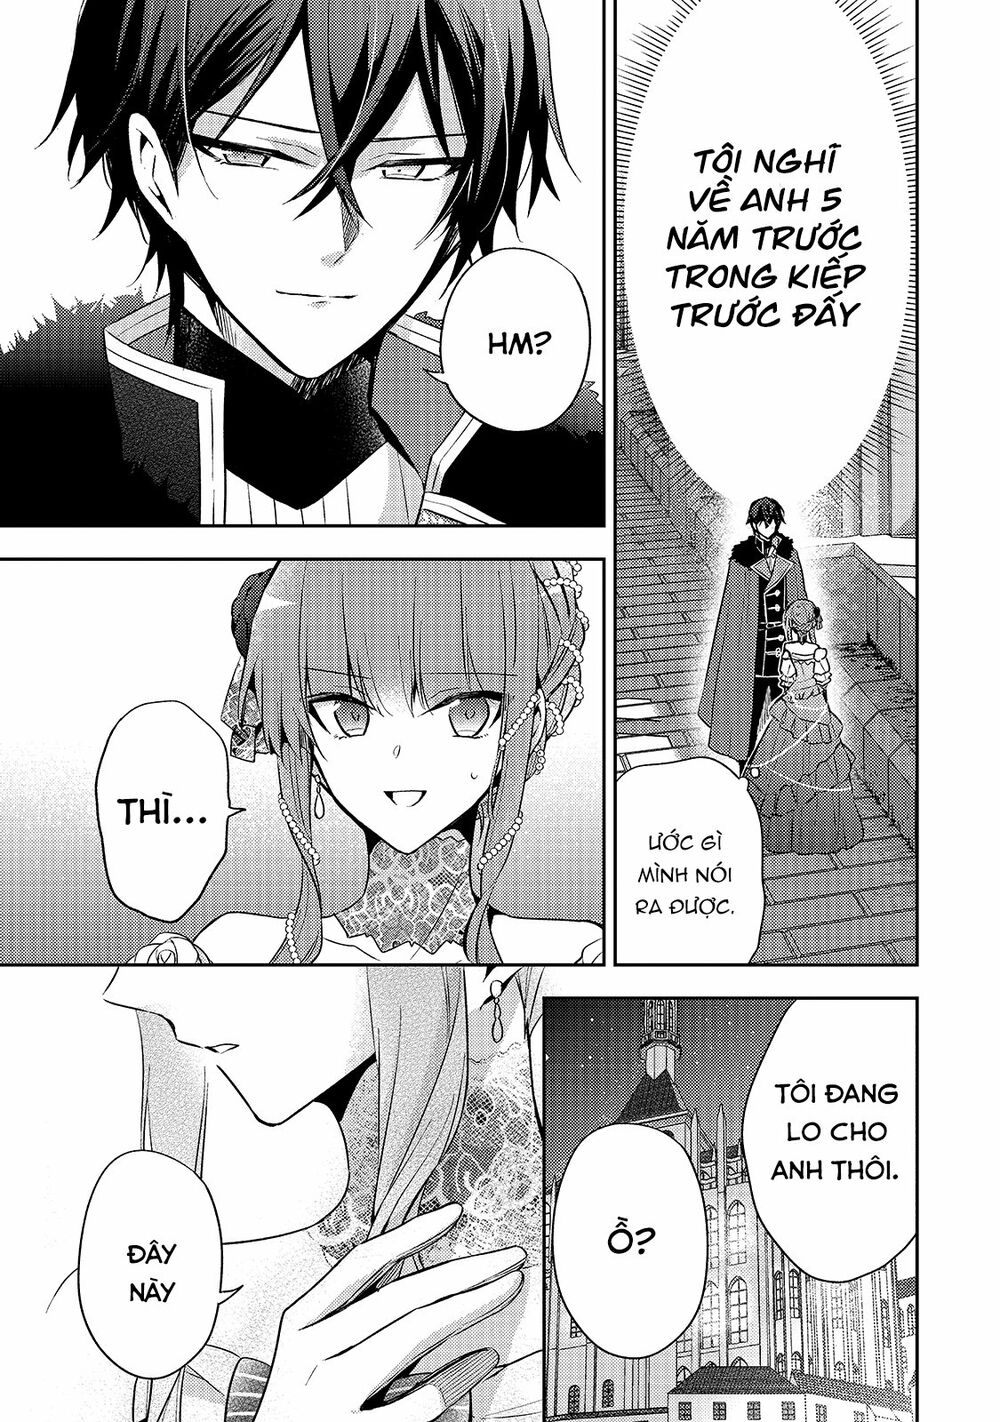 TÔI NGHĨ
VỀ ANH 5
NĂM TRƯỚC
TRONG KIẾP
TRƯỚC ĐẤY
ƯỚC GÌ
MÌNH NÓI
RA ĐƯỢC.
HM?
THÌ...
TÔI ĐANG
LO CHO
ANH THÔI.
Ồ?
ĐÂY
NÀY